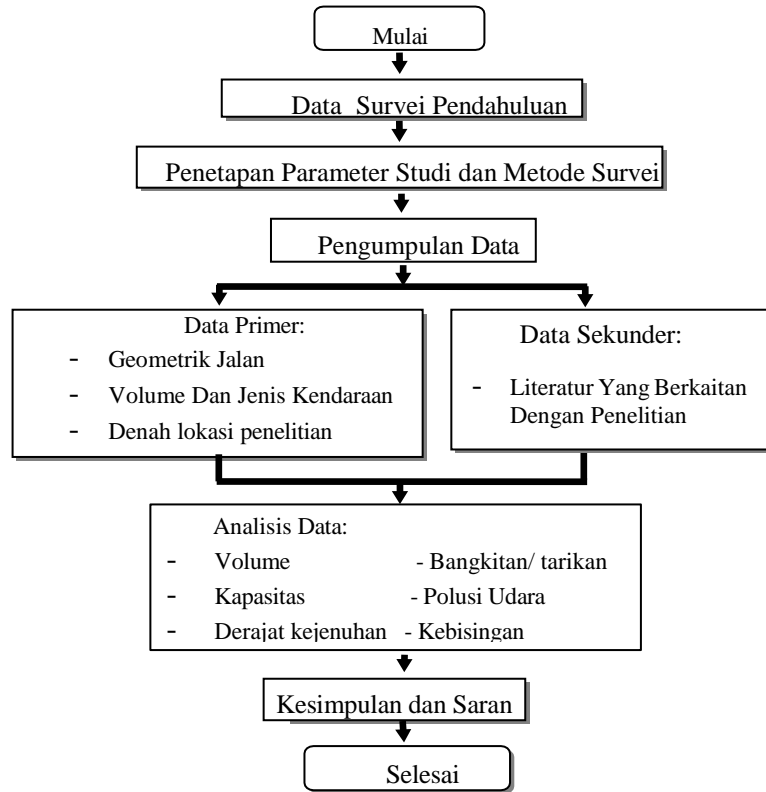 Mulai
Data Survei Pendahuluan
Penetapan Parameter Studi dan Metode Survei
Pengumpulan Data
Data Primer:
- Geometrik Jalan
- Volume Dan Jenis Kendaraan
- Denah lokasi penelitian
Data Sekunder:
- Literatur Yang Berkaitan
Dengan Penelitian
Analisis Data:
- Volume - Bangkitan/ tarikan
- Kapasitas - Polusi Udara
- Derajat kejenuhan - Kebisingan
Kesimpulan dan Saran
Selesai